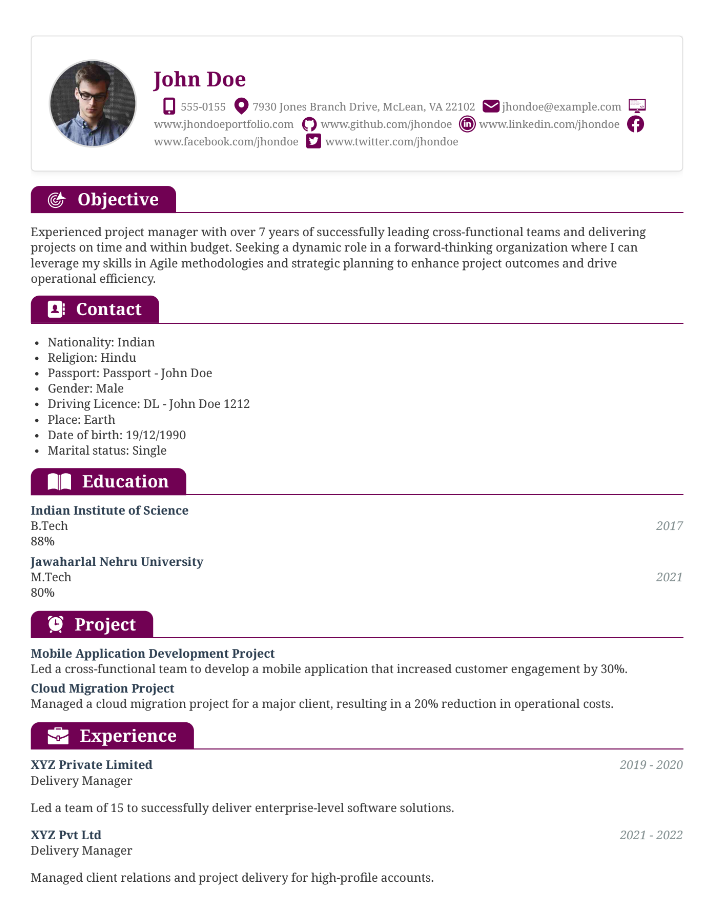 John Doe
555-0155 7930 Jones Branch Drive, McLean, VA 22102 jhondoe@example.com
www.jhondoeportfolio.com www.github.com/jhondoe www.linkedin.com/jhondoe
www.facebook.com/jhondoe www.twitter.com/jhondoe
Objective
Experienced project manager with over 7 years of successfully leading cross-functional teams and delivering
projects on time and within budget. Seeking a dynamic role in a forward-thinking organization where I can
leverage my skills in Agile methodologies and strategic planning to enhance project outcomes and drive
operational efficiency.
Contact
• Nationality: Indian
• Religion: Hindu
• Passport: Passport - John Doe
• Gender: Male
• Driving Licence: DL - John Doe 1212
• Place: Earth
• Date of birth: 19/12/1990
• Marital status: Single
Education
Indian Institute of Science
B.Tech 2017
88%
Jawaharlal Nehru University
M.Tech 2021
80%
Project
Mobile Application Development Project
Led a cross-functional team to develop a mobile application that increased customer engagement by 30%.
Cloud Migration Project
Managed a cloud migration project for a major client, resulting in a 20% reduction in operational costs.
Experience
XYZ Private Limited 2019 - 2020
Delivery Manager
Led a team of 15 to successfully deliver enterprise-level software solutions.
XYZ Pvt Ltd 2021 - 2022
Delivery Manager
Managed client relations and project delivery for high-profile accounts.